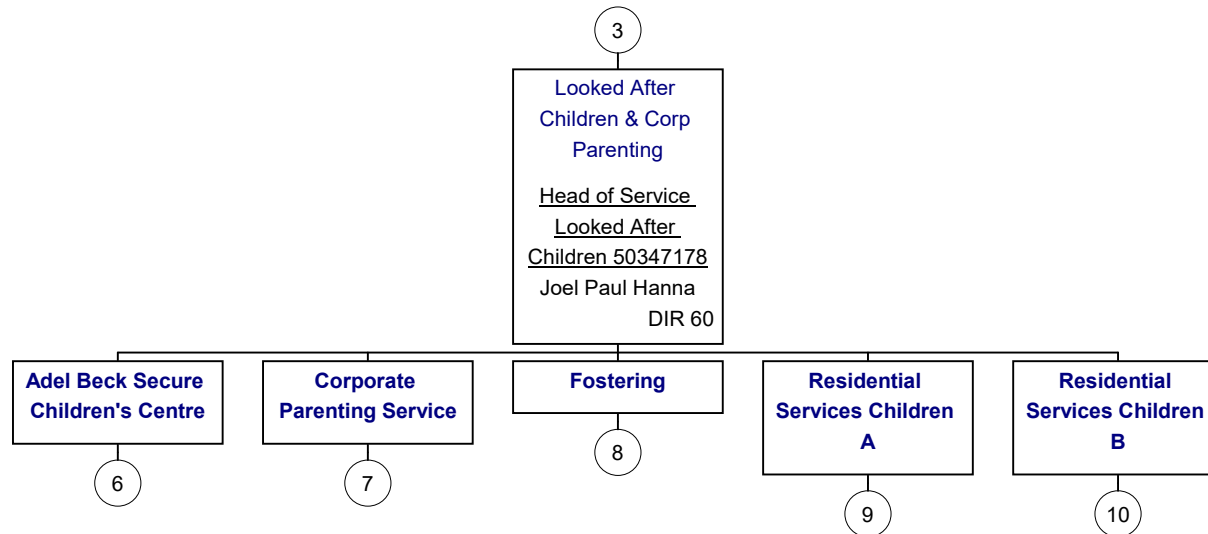 3
Looked After
Children & Corp
Parenting
Head of Service
Looked After
Children 50347178
Joel Paul Hanna
DIR 60
Adel Beck Secure
Children's Centre
6
Corporate
Parenting Service
7
Fostering
8
Residential
Services Children
A
9
Residential
Services Children
B
10